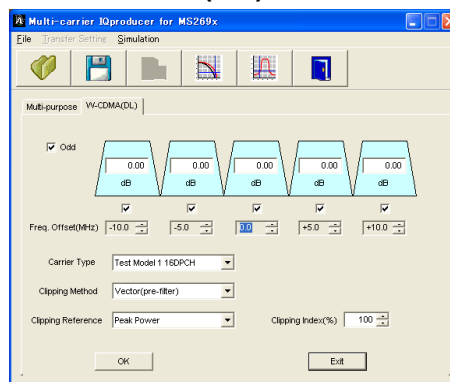 Multi-carrier IQproducer for MS269x
File Transfer Setting Simulation
Multi-purpose W-CDMA(DL)
Odd
0.00 0.00 0.00 0.00 0.00
dB dB dB dB dB
Freq. Offset(MHz) -10.0 -5.0 0.0 +5.0 +10.0
Carrier Type Test Model 1 16DPCH
Clipping Method Vector(pre-filter)
Clipping Reference Peak Power Clipping Index(%) 100
OK Exit